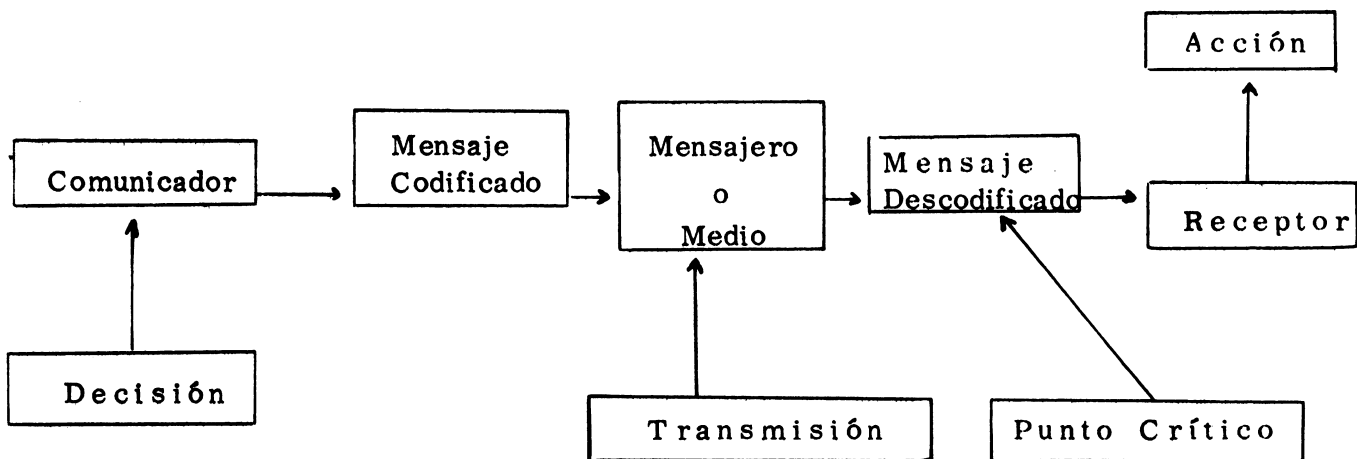 Acción
Comunicador
Mensaje
Codificado
Mensajero
o
Medio
Mensaje
Descodificado
Receptor
Decisión
Transmisión
Punto Crítico